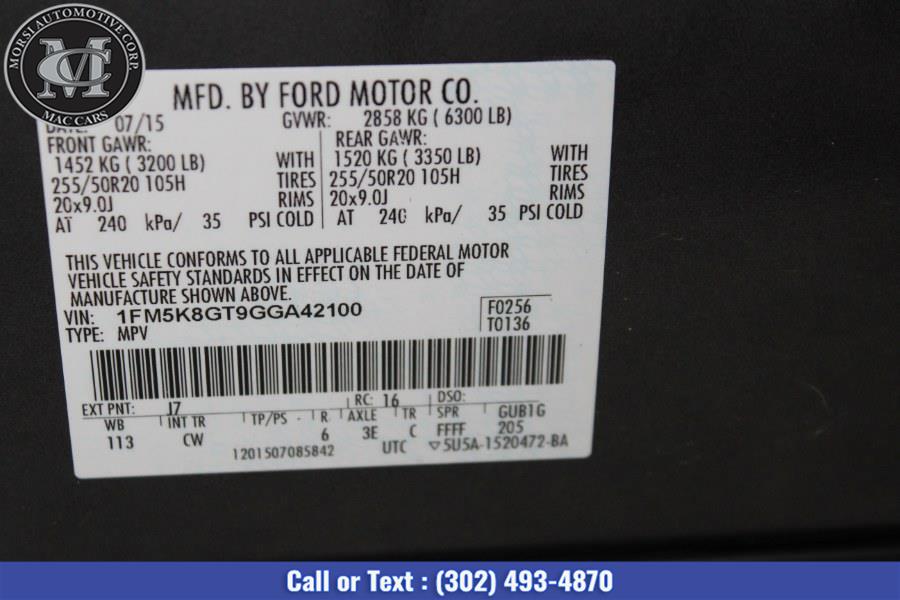 MORSI AUTOMOTIVE CORP.
MC
MAC CARS
MFD. BY FORD MOTOR CO.
DATE: 07/15 GVWR: 2858 KG ( 6300 LB)
FRONT GAWR: REAR GAWR:
1452 KG ( 3200 LB) WITH 1520 KG ( 3350 LB) WITH
255/50R20 105H TIRES 255/50R20 105H TIRES
20x9.0J RIMS 20x9.0J RIMS
AT 240 kPa/ 35 PSI COLD AT 240 kPa/ 35 PSI COLD
THIS VEHICLE CONFORMS TO ALL APPLICABLE FEDERAL MOTOR
VEHICLE SAFETY STANDARDS IN EFFECT ON THE DATE OF
MANUFACTURE SHOWN ABOVE.
VIN: 1FM5K8GT9GGA42100 F0256
TYPE: MPV T0136
EXT PNT: J7 RC: 16 DSO:
WB INT TR TP/PS - R AXLE TR SPR GUB1G
113 CW 6 3E C FFFF 205
1201507085842 UTC ▽5U5A-1520472-BA
Call or Text : (302) 493-4870